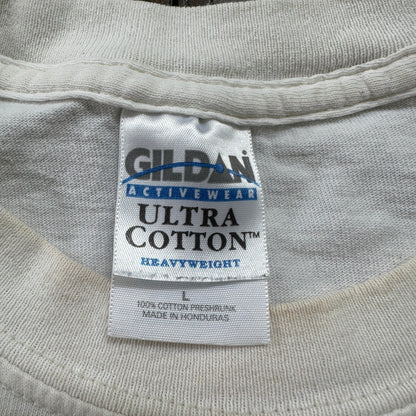 GILDAN
ACTIVEWEAR
ULTRA
COTTON™
HEAVYWEIGHT
L
100% COTTON PRESHRUNK
MADE IN HONDURAS